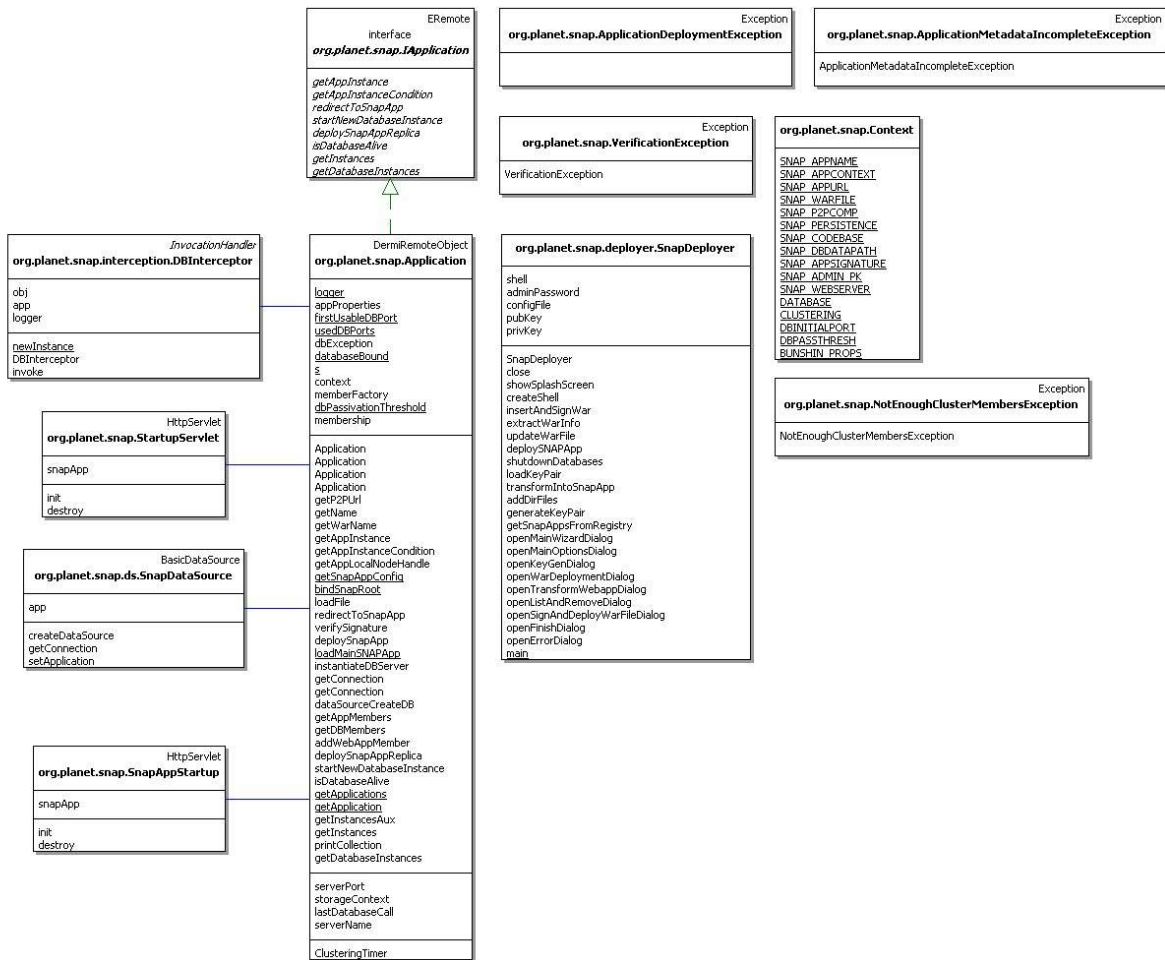 ERemote
interface
org.planet.snap.IApplication
getAppInstance
getAppInstanceCondition
redirectToSnapApp
startNewDatabaseInstance
deploySnapAppReplica
isDatabaseAlive
getInstances
getDatabaseInstances
Exception
org.planet.snap.ApplicationDeploymentException
Exception
org.planet.snap.ApplicationMetadataIncompleteException
ApplicationMetadataIncompleteException
Exception
org.planet.snap.VerificationException
VerificationException
org.planet.snap.Context
SNAP_APPNAME
SNAP_APPCONTEXT
SNAP_APPURL
SNAP_WARFILE
SNAP_P2PCOMP
SNAP_PERSISTENCE
SNAP_CODEBASE
SNAP_DBDATAPATH
SNAP_APPSIGNATURE
SNAP_ADMIN_PK
SNAP_WEBSERVER
DATABASE
CLUSTERING
DBINITIALPORT
DBPASSTHRESH
BUNSHIN_PROPS
InvocationHandler
org.planet.snap.interception.DBInterceptor
obj
app
logger
newInstance
DBInterceptor
invoke
DermiRemoteObject
org.planet.snap.Application
logger
appProperties
firstUsableDBPort
usedDBPorts
dbException
databaseBound
s
context
memberFactory
dbPassivationThreshold
membership
Application
Application
Application
Application
getP2PUrl
getName
getWarName
getAppInstance
getAppInstanceCondition
getAppLocalNodeHandle
getSnapAppConfig
bindSnapRoot
loadFile
redirectToSnapApp
verifySignature
deploySnapApp
loadMainSNAPApp
instantiateDBServer
getConnection
getConnection
dataSourceCreateDB
getAppMembers
getDBMembers
addWebAppMember
deploySnapAppReplica
startNewDatabaseInstance
isDatabaseAlive
getApplications
getApplication
getInstancesAux
getInstances
printCollection
getDatabaseInstances
serverPort
storageContext
lastDatabaseCall
serverName
ClusteringTimer
org.planet.snap.deployer.SnapDeployer
shell
adminPassword
configFile
pubKey
privKey
SnapDeployer
close
showSplashScreen
createShell
insertAndSignWar
extractWarInfo
updateWarFile
deploySNAPApp
shutdownDatabases
loadKeyPair
transformIntoSnapApp
addDirFiles
generateKeyPair
getSnapAppsFromRegistry
openMainWizardDialog
openMainOptionsDialog
openKeyGenDialog
openWarDeploymentDialog
openTransformWebappDialog
openListAndRemoveDialog
openSignAndDeployWarFileDialog
openFinishDialog
openErrorDialog
main
Exception
org.planet.snap.NotEnoughClusterMembersException
NotEnoughClusterMembersException
HttpServlet
org.planet.snap.StartupServlet
snapApp
init
destroy
BasicDataSource
org.planet.snap.ds.SnapDataSource
app
createDataSource
getConnection
setApplication
HttpServlet
org.planet.snap.SnapAppStartup
snapApp
init
destroy